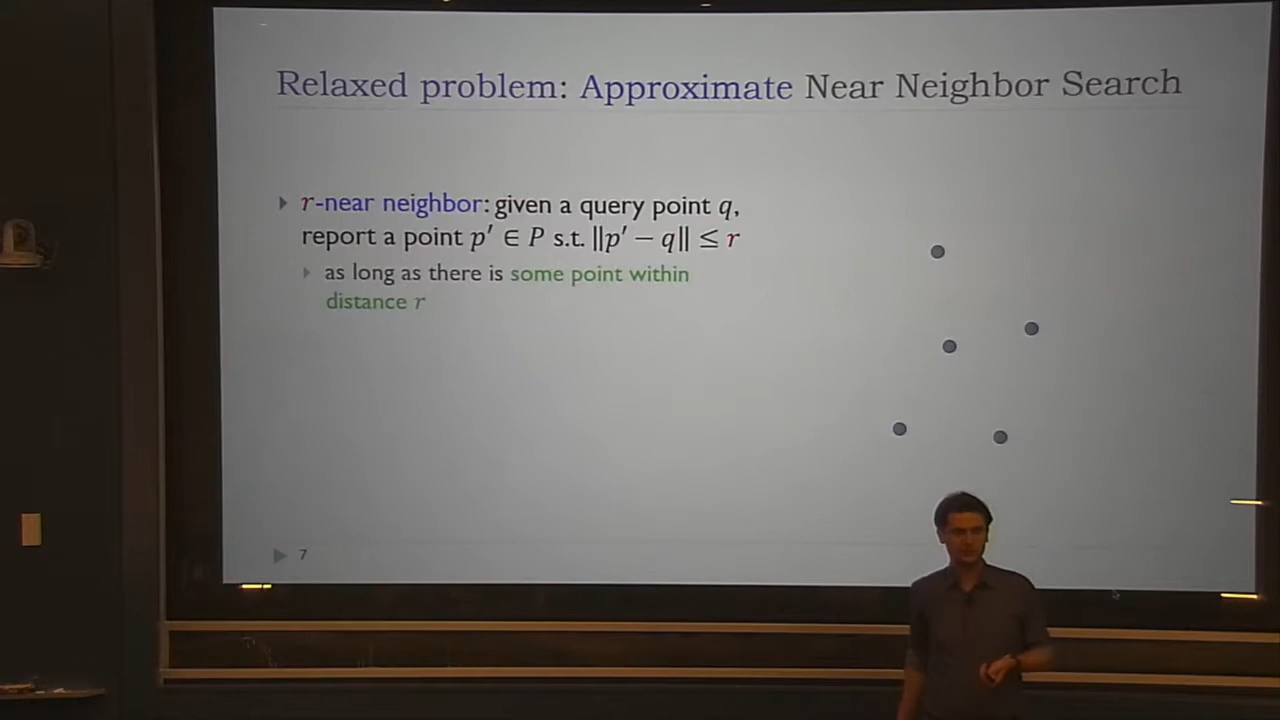 Relaxed problem: Approximate Near Neighbor Search
r-near neighbor: given a query point q,
report a point p′ ∈ P s.t. ‖p′ − q‖ ≤ r
as long as there is some point within
distance r
7